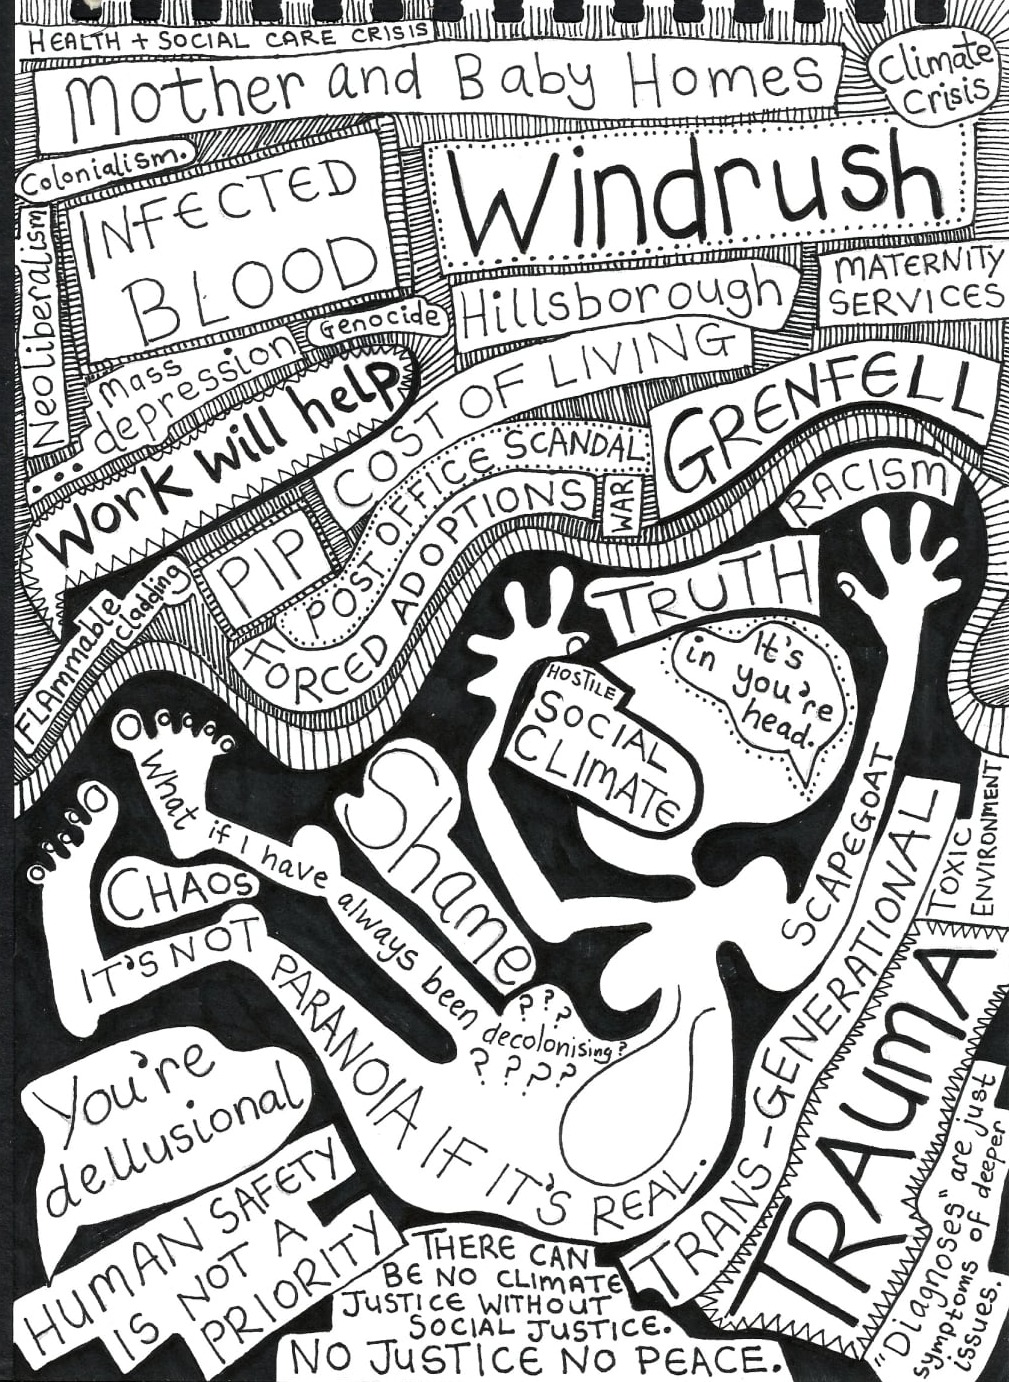 HEALTH + SOCIAL CARE CRISIS
Mother and Baby Homes
Climate
Crisis
Colonialism.
INFECTED
BLOOD
Windrush
Neoliberalism
Hillsborough
MATERNITY
SERVICES
GENOCIDE
mass
depression
...
Work will help
COST OF LIVING
GRENFELL
POST OFFICE SCANDAL
FORCED ADOPTIONS
WAR
RACISM
PIP
FLAMMABLE
cladding
TRUTH
It's
in you're
head.
HOSTILE
SOCIAL
CLIMATE
What
if I have
always been
decolonising?
? ? ?
? ? ? ?
Shame
CHAOS
IT'S NOT
PARANOIA IF IT'S REAL.
SCAPEGOAT
TOXIC
ENVIRONMENT
TRANS-GENERATIONAL
TRAUMA
"Diagnoses" are just
symptoms of deeper
issues.
You're
dellusional
HUMAN SAFETY
IS NOT A
PRIORITY
THERE CAN
BE NO CLIMATE
JUSTICE WITHOUT
SOCIAL JUSTICE.
NO JUSTICE NO PEACE.